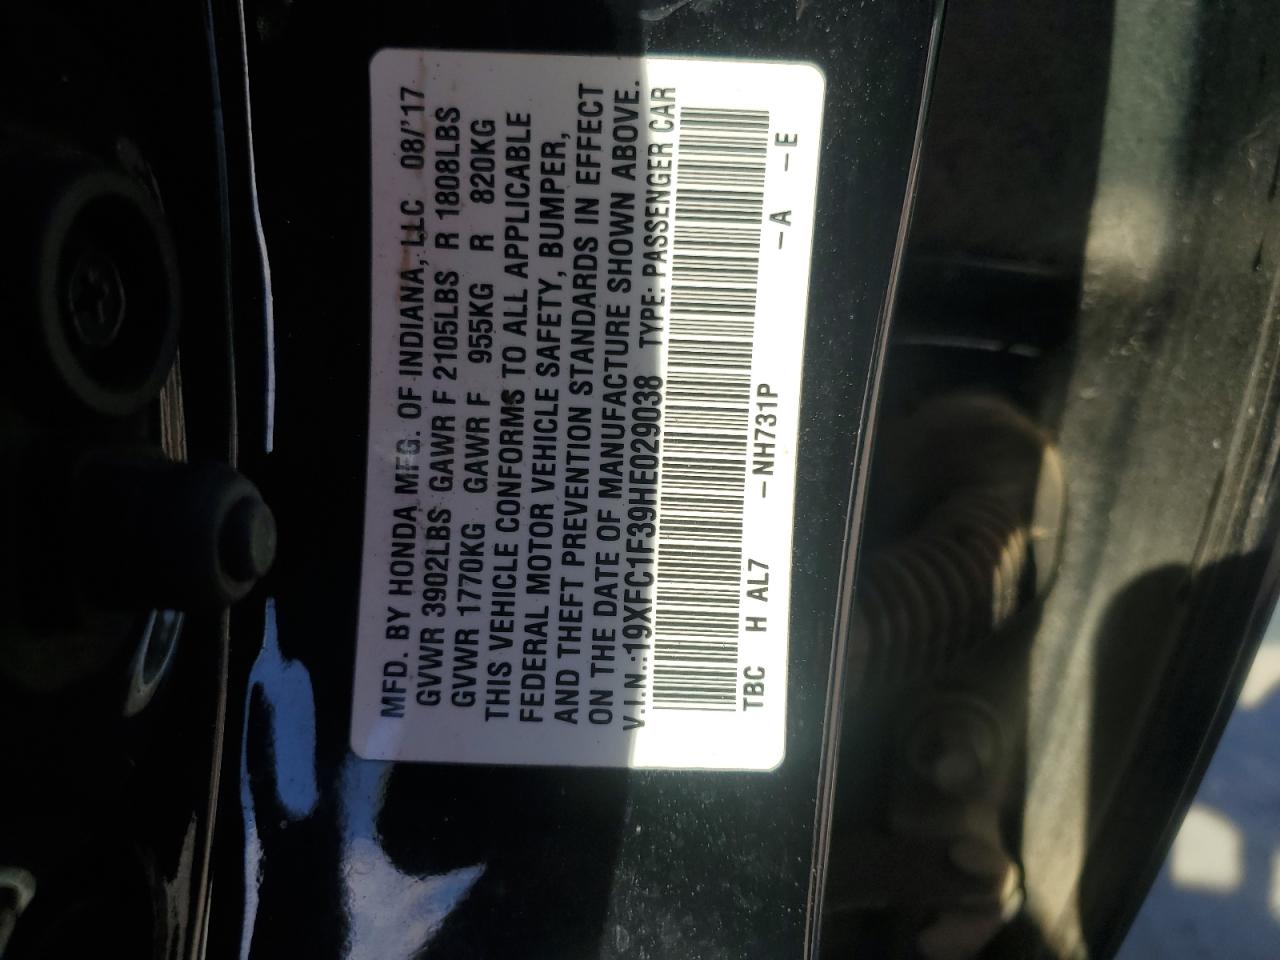 MFD. BY HONDA MFG. OF INDIANA, LLC 08/'17
GVWR 3902LBS GAWR F 2105LBS R 1808LBS
GVWR 1770KG GAWR F 955KG R 820KG
THIS VEHICLE CONFORMS TO ALL APPLICABLE
FEDERAL MOTOR VEHICLE SAFETY, BUMPER,
AND THEFT PREVENTION STANDARDS IN EFFECT
ON THE DATE OF MANUFACTURE SHOWN ABOVE.
V.I.N.:19XFC1F39HE029038 TYPE: PASSENGER CAR
TBC H AL7 -NH731P -A -E